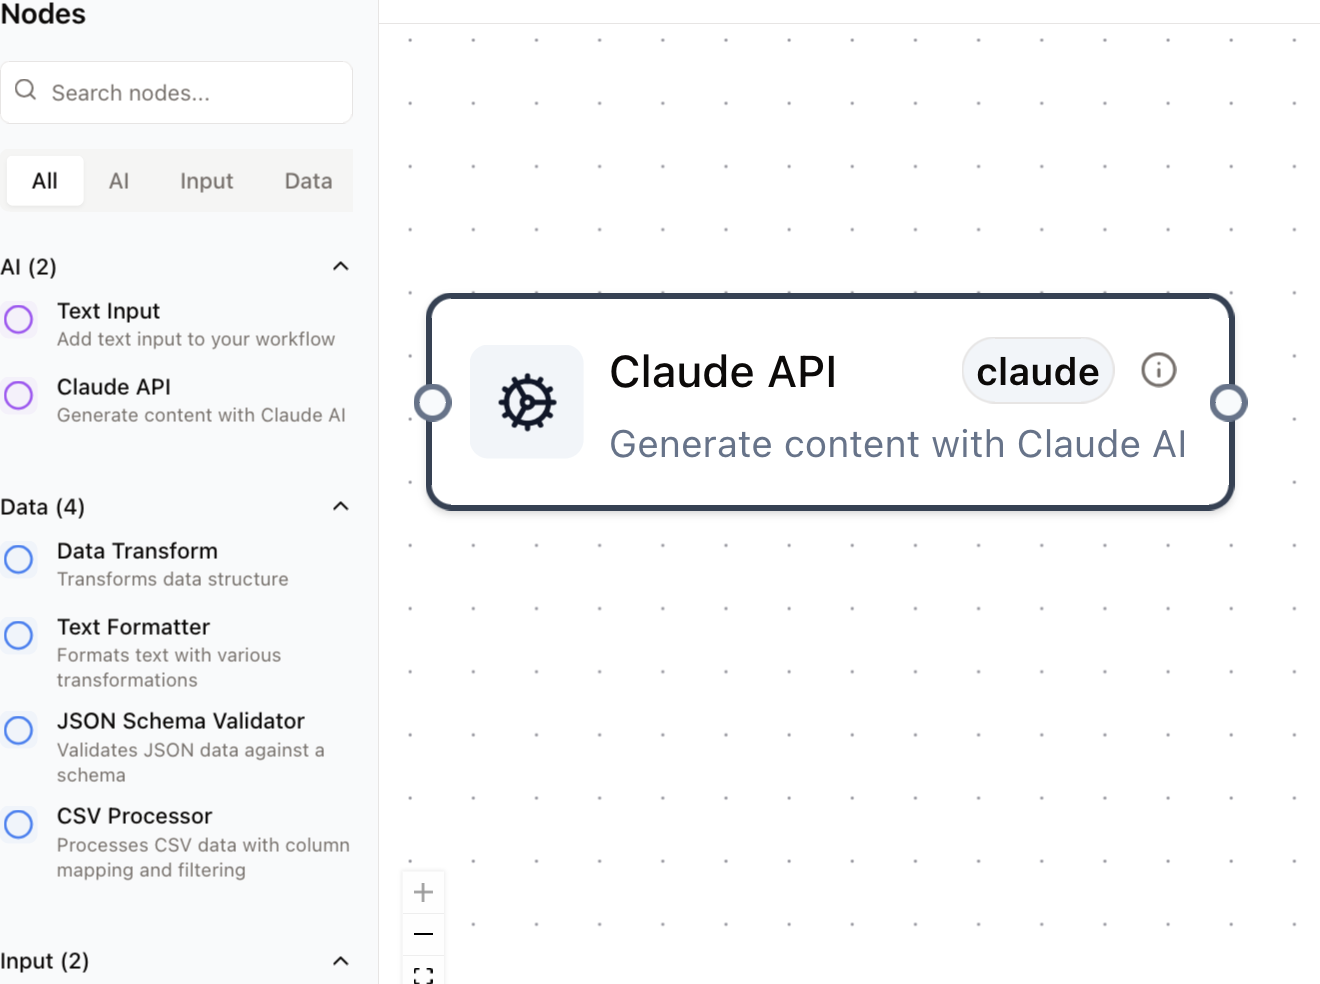 Nodes
Search nodes...
All AI Input Data
AI (2)
Text Input
Add text input to your workflow
Claude API
Generate content with Claude AI
Data (4)
Data Transform
Transforms data structure
Text Formatter
Formats text with various
transformations
JSON Schema Validator
Validates JSON data against a
schema
CSV Processor
Processes CSV data with column
mapping and filtering
Input (2)
Claude API claude
Generate content with Claude AI